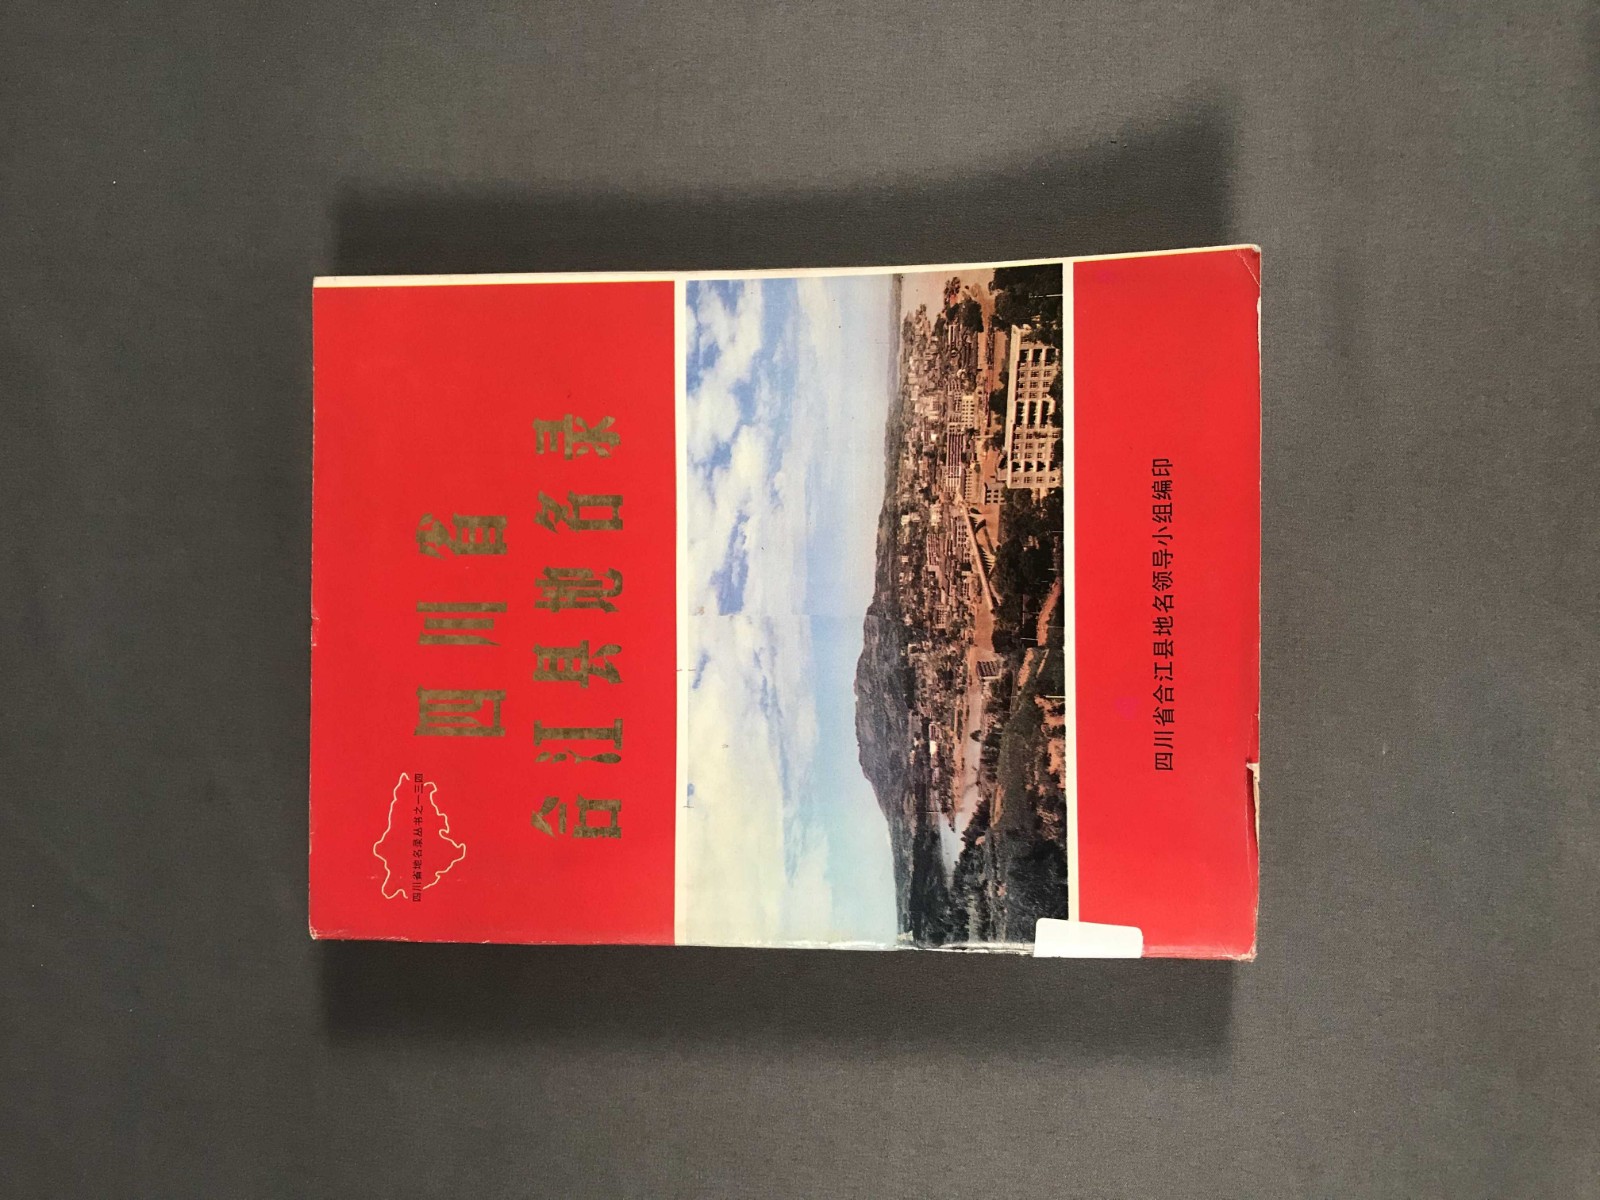 四川省地名录丛书之一三四
四川省
合江县地名录
四川省合江县地名领导小组编印